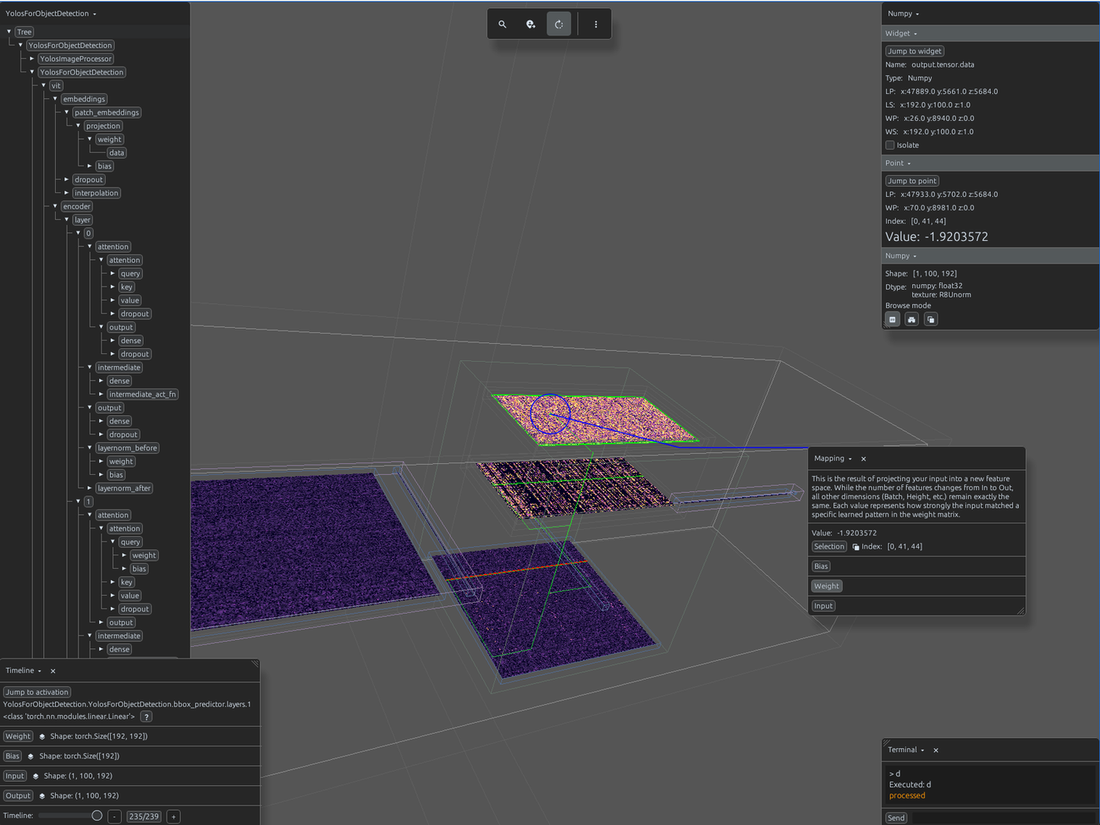 YolosForObjectDetection
Tree
YolosForObjectDetection
YolosImageProcessor
YolosForObjectDetection
vit
embeddings
patch_embeddings
projection
weight
data
bias
dropout
interpolation
encoder
layer
0
attention
attention
query
key
value
dropout
output
dense
dropout
intermediate
dense
intermediate_act_fn
output
dense
dropout
layernorm_before
weight
bias
layernorm_after
1
attention
attention
query
weight
bias
key
value
dropout
output
intermediate
dense
Timeline
Jump to activation
YolosForObjectDetection.YolosForObjectDetection.bbox_predictor.layers.1
<class 'torch.nn.modules.linear.Linear'> ?
Weight Shape: torch.Size([192, 192])
Bias Shape: torch.Size([192])
Input Shape: (1, 100, 192)
Output Shape: (1, 100, 192)
Timeline: - 235/239 +
Numpy
Widget
Jump to widget
Name: output.tensor.data
Type: Numpy
LP: x:47889.0 y:5661.0 z:5684.0
LS: x:192.0 y:100.0 z:1.0
WP: x:26.0 y:8940.0 z:0.0
WS: x:192.0 y:100.0 z:1.0
Isolate
Point
Jump to point
LP: x:47933.0 y:5702.0 z:5684.0
WP: x:70.0 y:8981.0 z:0.0
Index: [0, 41, 44]
Value: -1.9203572
Numpy
Shape: [1, 100, 192]
Dtype: numpy: float32
texture: R8Unorm
Browse mode
Mapping
This is the result of projecting your input into a new feature
space. While the number of features changes from In to Out,
all other dimensions (Batch, Height, etc.) remain exactly the
same. Each value represents how strongly the input matched a
specific learned pattern in the weight matrix.
Value: -1.9203572
Selection Index: [0, 41, 44]
Bias
Weight
Input
Terminal
> d
Executed: d
processed
Send